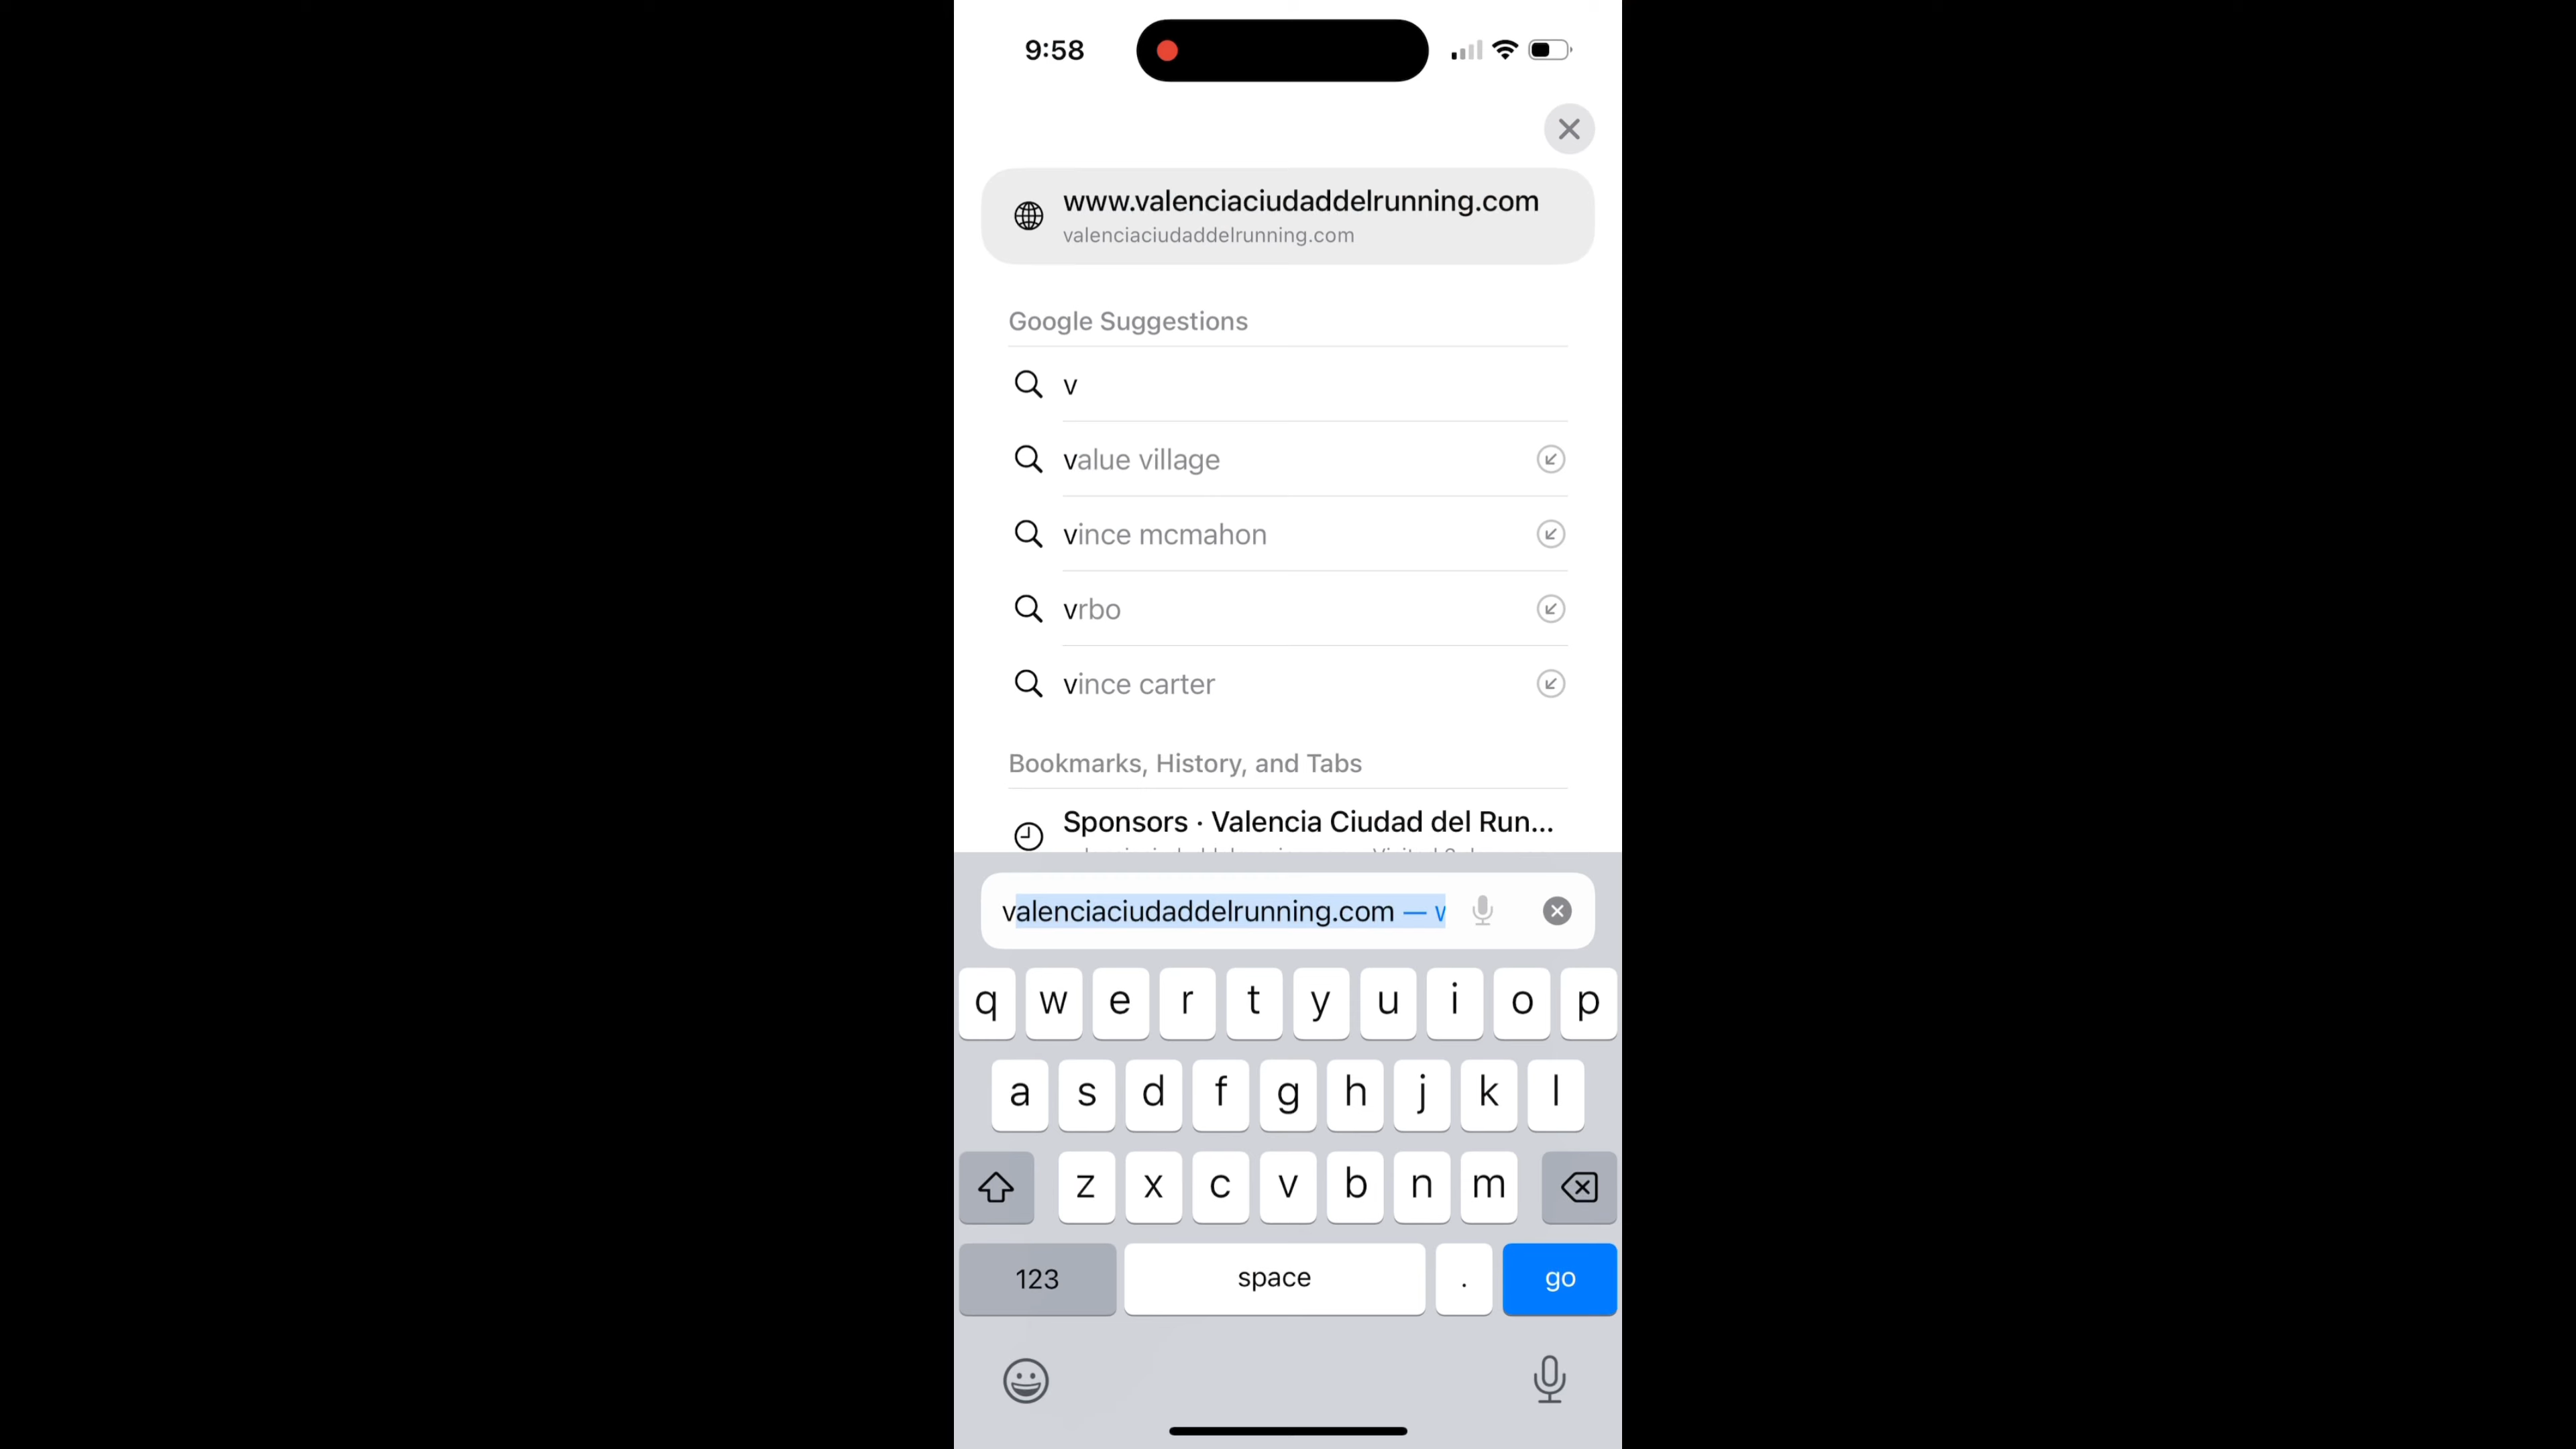 9:58
www.valenciaciudaddelrunning.com
valenciaciudaddelrunning.com
Google Suggestions
v
value village
vince mcmahon
vrbo
vince carter
Bookmarks, History, and Tabs
Sponsors · Valencia Ciudad del Run...
valenciaciudaddelrunning.com —
q w e r t y u i o p
a s d f g h j k l
z x c v b n m
123 space . go